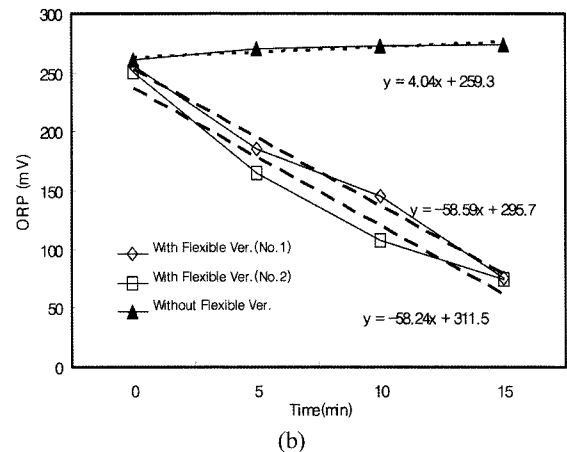 300
250
200
150
100
50
0
ORP (mV)
y = 4.04x + 259.3
y = -58.59x + 295.7
y = -58.24x + 311.5
With Flexible Ver.(No.1)
With Flexible Ver.(No.2)
Without Flexible Ver.
0 5 10 15
Time(min)
(b)